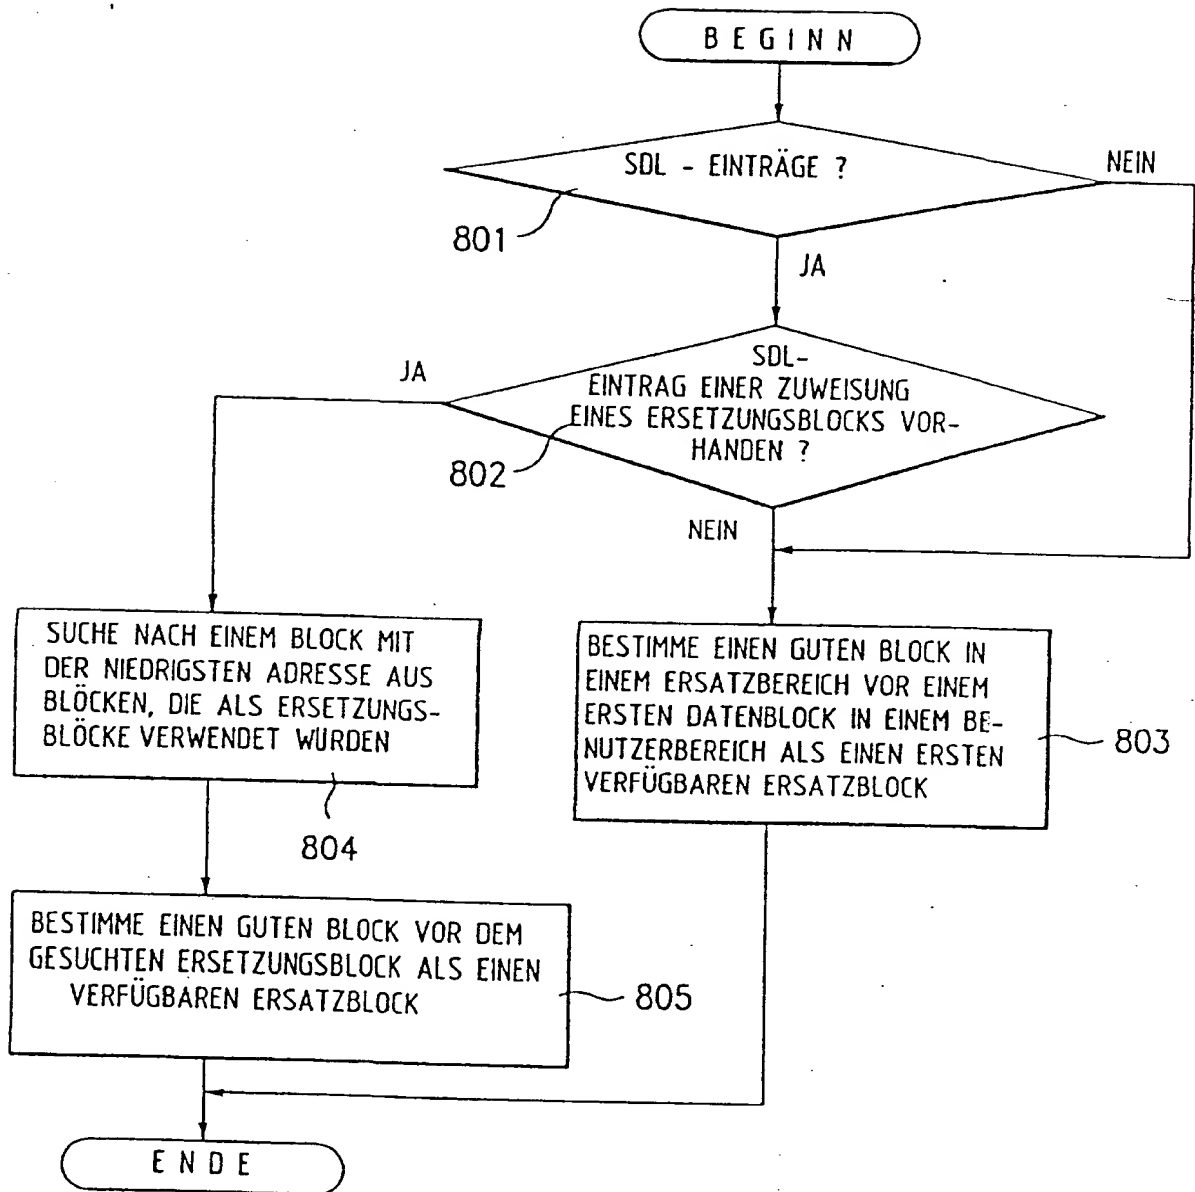 BEGINN
SDL - EINTRÄGE ?
NEIN
801
JA
SDL-
EINTRAG EINER ZUWEISUNG
EINES ERSETZUNGSBLOCKS VOR-
HANDEN ?
JA
802
NEIN
SUCHE NACH EINEM BLOCK MIT
DER NIEDRIGSTEN ADRESSE AUS
BLÖCKEN, DIE ALS ERSETZUNGS-
BLÖCKE VERWENDET WURDEN
804
BESTIMME EINEN GUTEN BLOCK IN
EINEM ERSATZBEREICH VOR EINEM
ERSTEN DATENBLOCK IN EINEM BE-
NUTZERBEREICH ALS EINEN ERSTEN
VERFÜGBAREN ERSATZBLOCK
803
BESTIMME EINEN GUTEN BLOCK VOR DEM
GESUCHTEN ERSETZUNGSBLOCK ALS EINEN
VERFÜGBAREN ERSATZBLOCK
805
ENDE